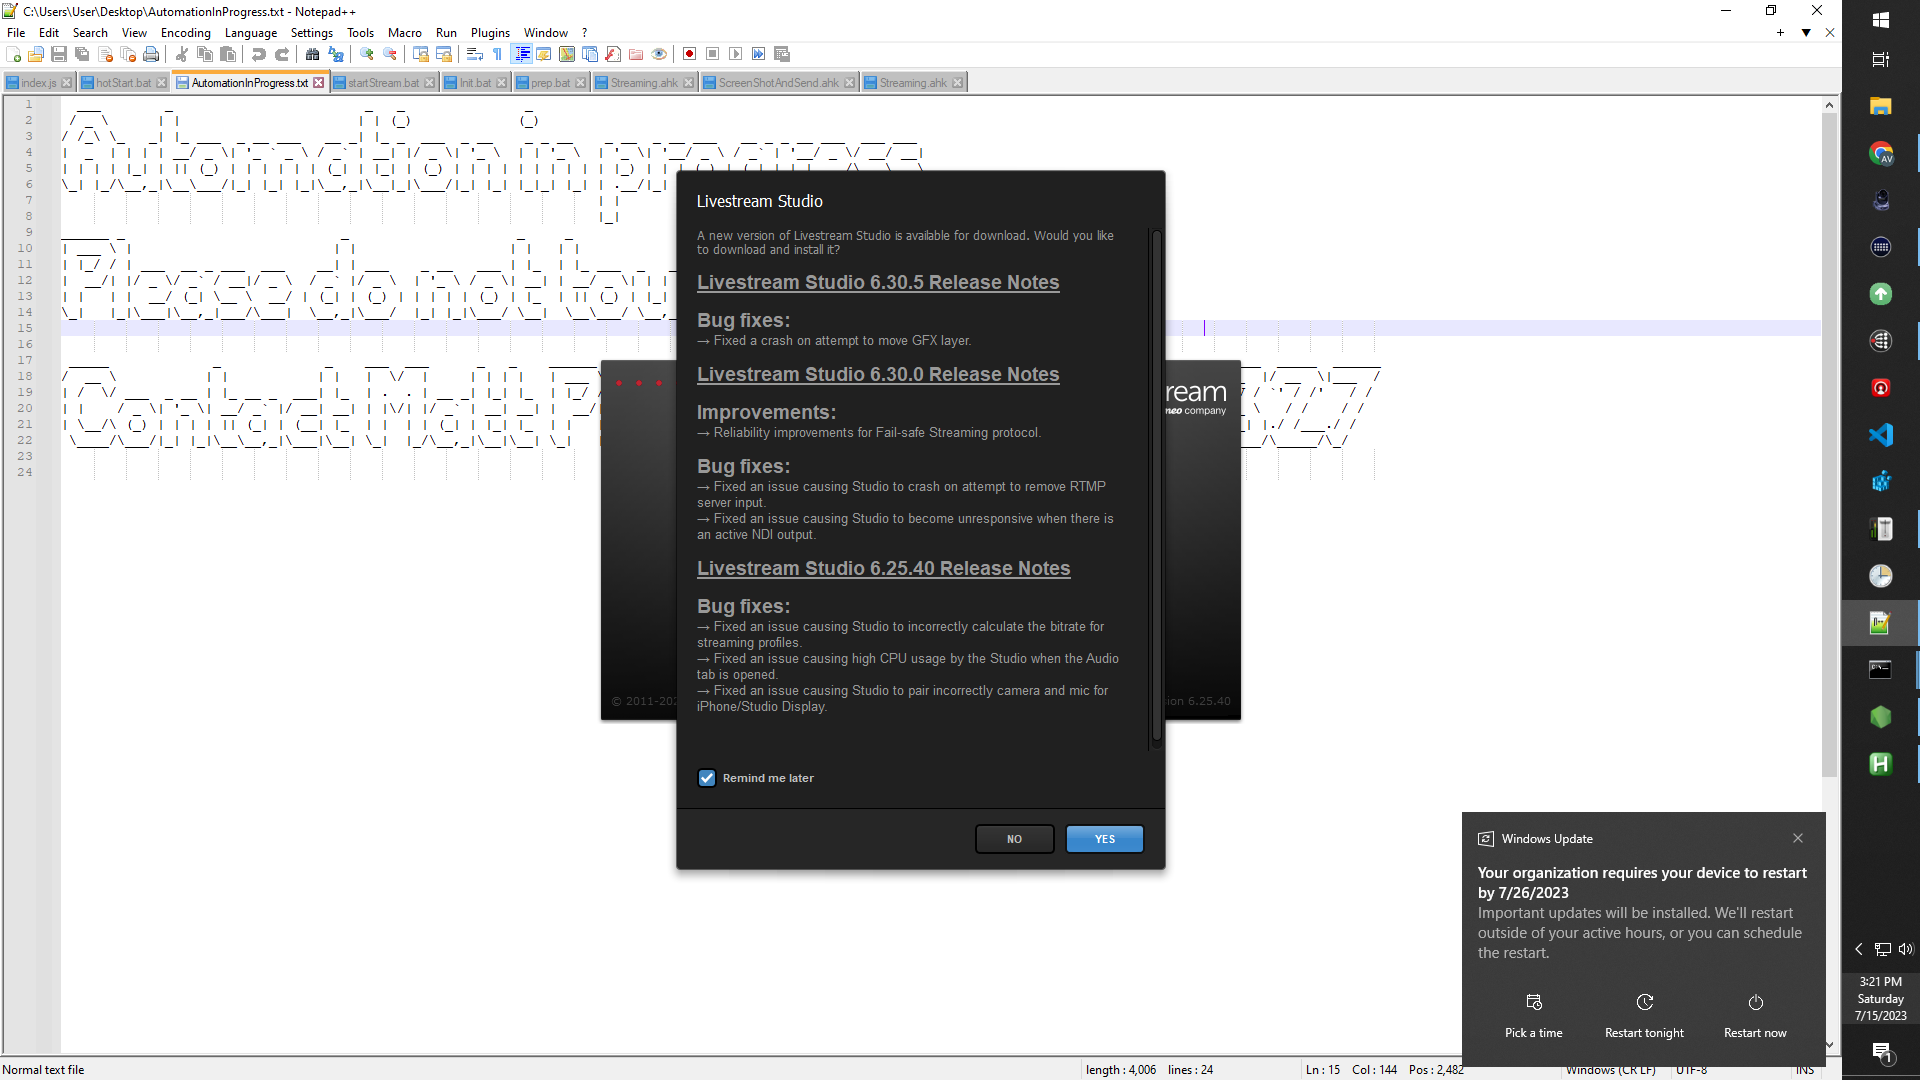 C:\Users\User\Desktop\AutomationInProgress.txt - Notepad++
File Edit Search View Encoding Language Settings Tools Macro Run Plugins Window ?
index.js hotStart.bat AutomationInProgress.txt startStream.bat Init.bat prep.bat Streaming.ahk ScreenShotAndSend.ahk Streaming.ahk
1
2
3
4
5
6
7
8
9
10
11
12
13
14
15
16
17
18
19
20
21
22
23
24
Automation in progress
Please do not
Contact Matt
Livestream Studio
A new version of Livestream Studio is available for download. Would you like
to download and install it?
Livestream Studio 6.30.5 Release Notes
Bug fixes:
→ Fixed a crash on attempt to move GFX layer.
Livestream Studio 6.30.0 Release Notes
Improvements:
→ Reliability improvements for Fail-safe Streaming protocol.
Bug fixes:
→ Fixed an issue causing Studio to crash on attempt to remove RTMP
server input.
→ Fixed an issue causing Studio to become unresponsive when there is
an active NDI output.
Livestream Studio 6.25.40 Release Notes
Bug fixes:
→ Fixed an issue causing Studio to incorrectly calculate the bitrate for
streaming profiles.
→ Fixed an issue causing high CPU usage by the Studio when the Audio
tab is opened.
→ Fixed an issue causing Studio to pair incorrectly camera and mic for
iPhone/Studio Display.
Remind me later
NO YES
ream
neo company
© 2011-202
sion 6.25.40
Windows Update
Your organization requires your device to restart
by 7/26/2023
Important updates will be installed. We'll restart
outside of your active hours, or you can schedule
the restart.
Pick a time Restart tonight Restart now
AV
3:21 PM
Saturday
7/15/2023
1
Normal text file length : 4,006 lines : 24 Ln : 15 Col : 144 Pos : 2,482 Windows (CR LF) UTF-8 INS